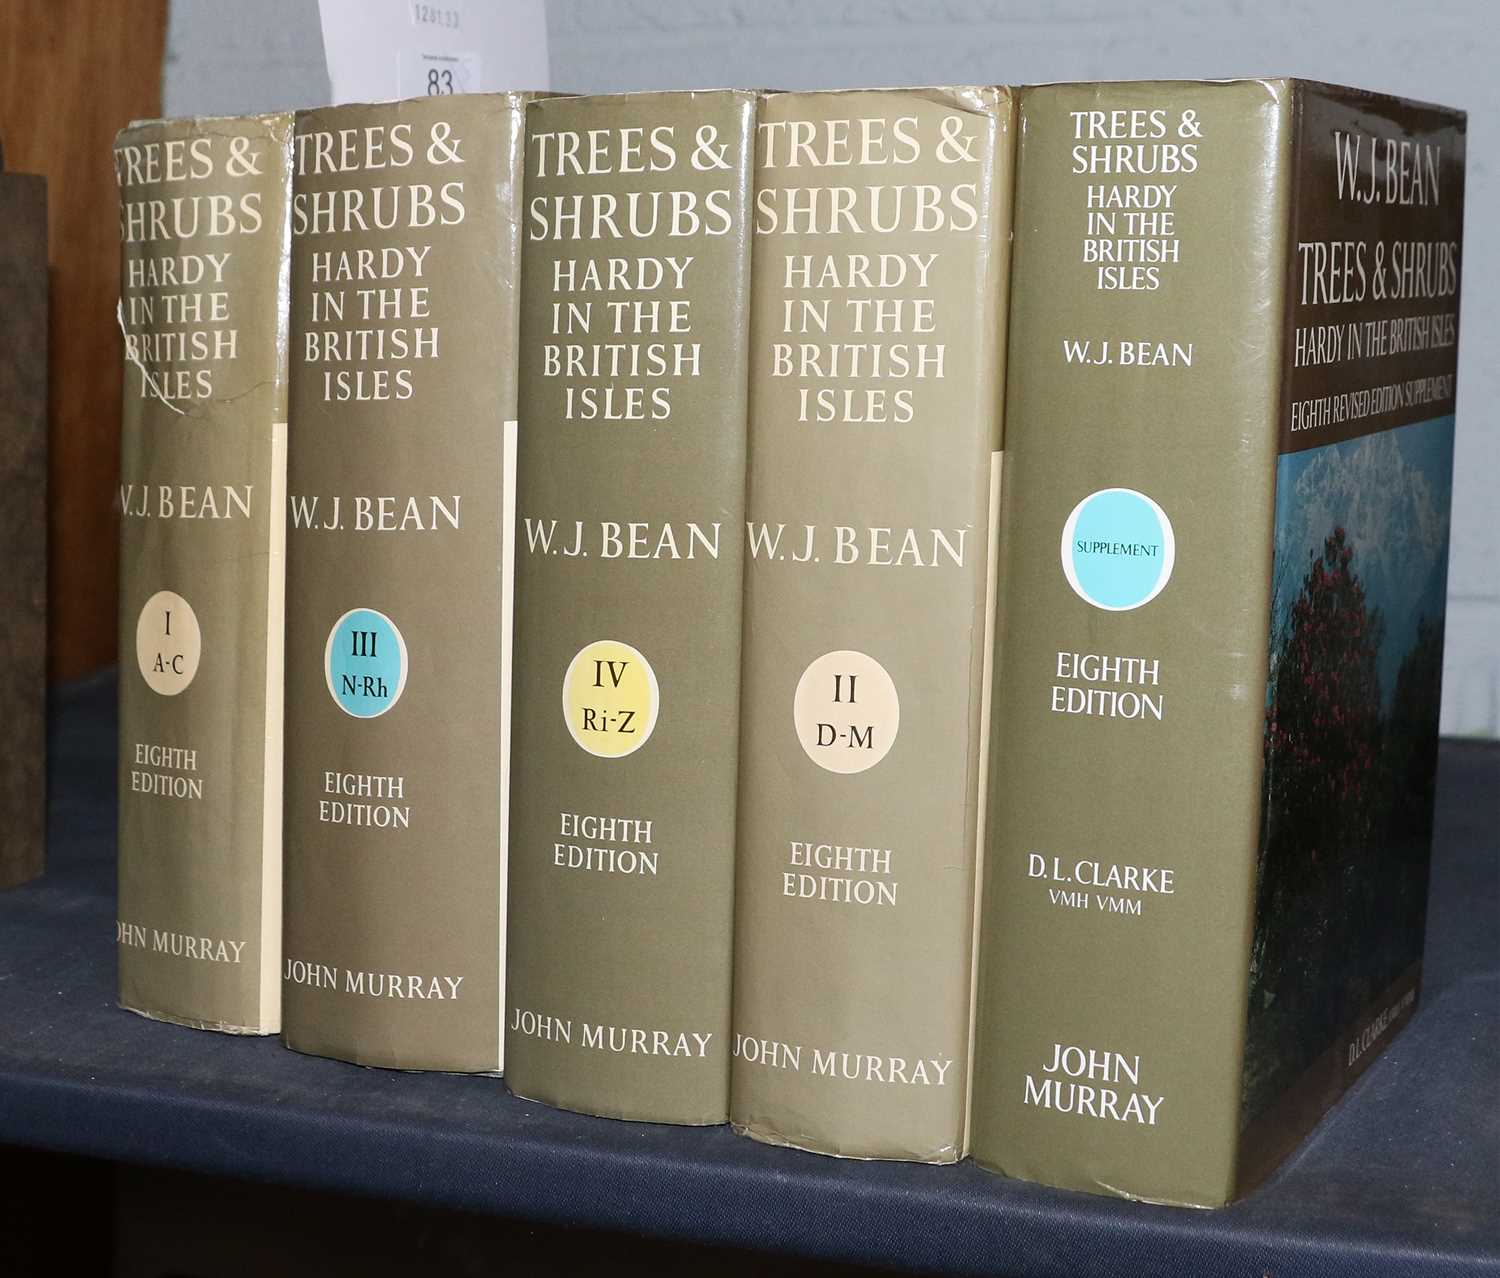 128133
83
TREES &
SHRUBS
HARDY
IN THE
BRITISH
ISLES
W.J. BEAN
I
A-C
EIGHTH
EDITION
JOHN MURRAY
TREES &
SHRUBS
HARDY
IN THE
BRITISH
ISLES
W.J. BEAN
III
N-Rh
EIGHTH
EDITION
JOHN MURRAY
TREES &
SHRUBS
HARDY
IN THE
BRITISH
ISLES
W.J. BEAN
IV
Ri-Z
EIGHTH
EDITION
JOHN MURRAY
TREES &
SHRUBS
HARDY
IN THE
BRITISH
ISLES
W.J. BEAN
II
D-M
EIGHTH
EDITION
JOHN MURRAY
TREES &
SHRUBS
HARDY
IN THE
BRITISH
ISLES
W.J. BEAN
SUPPLEMENT
EIGHTH
EDITION
D.L. CLARKE
VMH VMM
JOHN
MURRAY
W.J. BEAN
TREES & SHRUBS
HARDY IN THE BRITISH ISLES
EIGHTH REVISED EDITION SUPPLEMENT
D.L. CLARKE